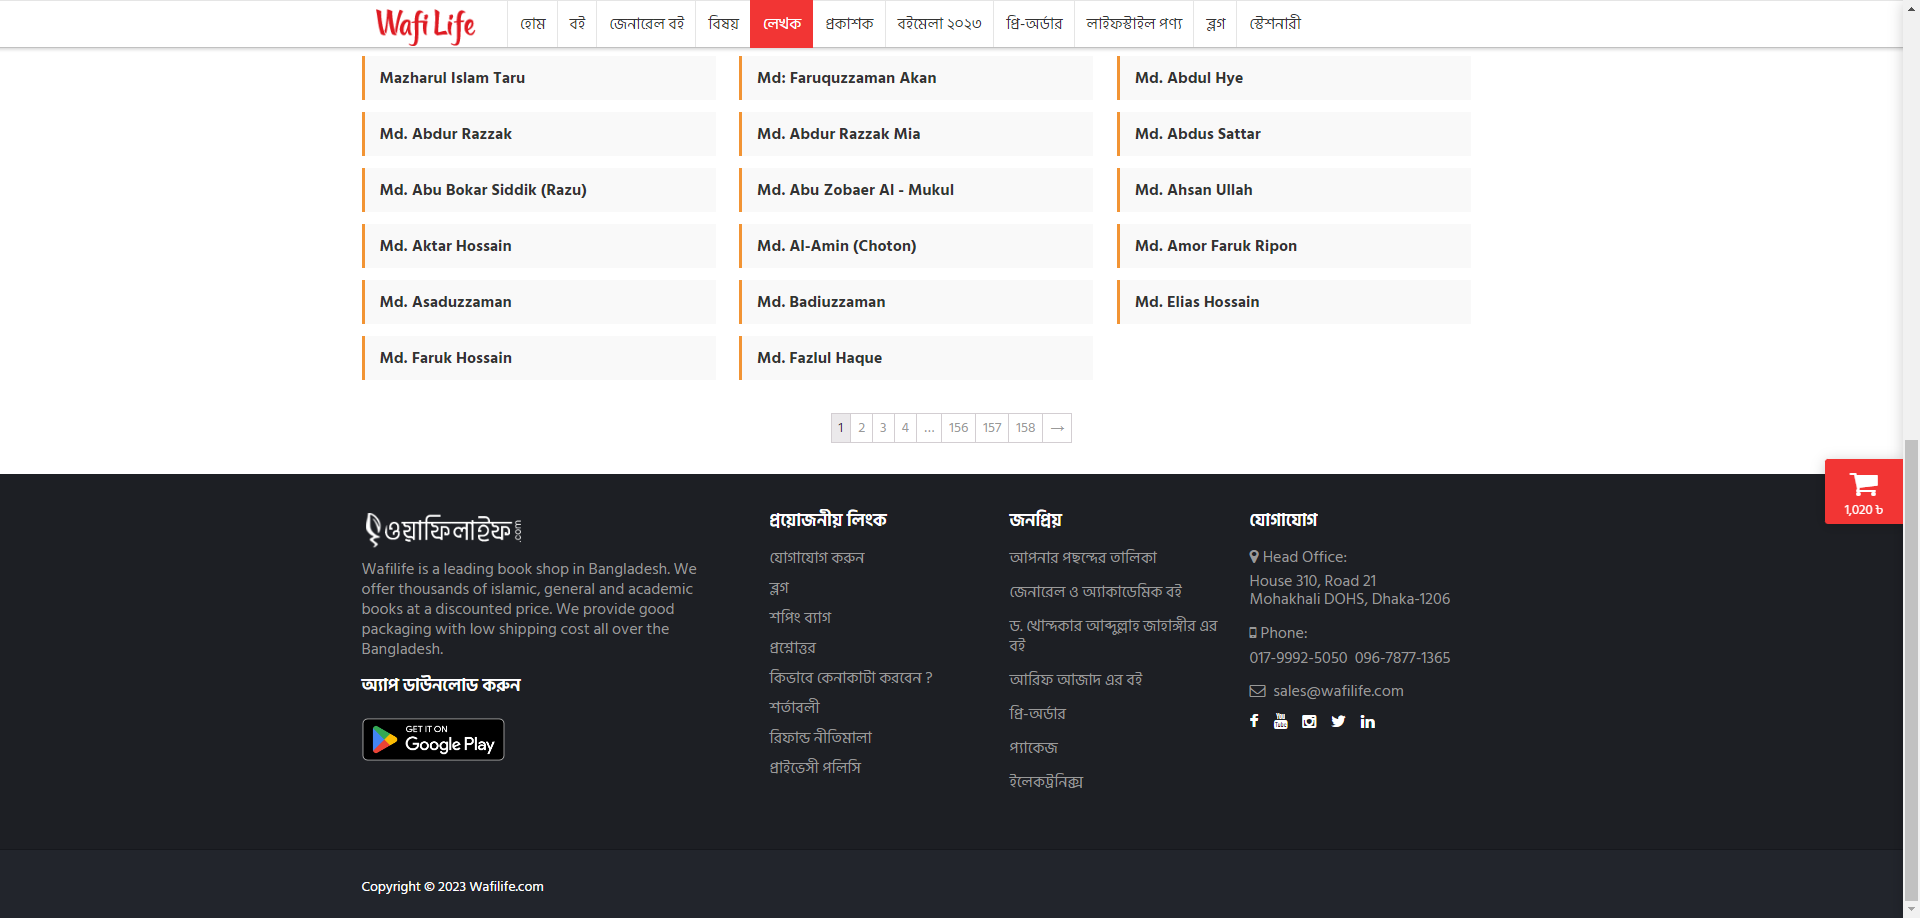 Wafi Life
হোম
বই
জেনারেল বই
বিষয়
লেখক
প্রকাশক
বইমেলা ২০২৩
প্রি-অর্ডার
লাইফস্টাইল পণ্য
ব্লগ
স্টেশনারী
Mazharul Islam Taru
Md: Faruquzzaman Akan
Md. Abdul Hye
Md. Abdur Razzak
Md. Abdur Razzak Mia
Md. Abdus Sattar
Md. Abu Bokar Siddik (Razu)
Md. Abu Zobaer Al - Mukul
Md. Ahsan Ullah
Md. Aktar Hossain
Md. Al-Amin (Choton)
Md. Amor Faruk Ripon
Md. Asaduzzaman
Md. Badiuzzaman
Md. Elias Hossain
Md. Faruk Hossain
Md. Fazlul Haque
1 2 3 4 … 156 157 158 →
1,020 ৳
ওয়াফিলাইফ.com
Wafilife is a leading book shop in Bangladesh. We
offer thousands of islamic, general and academic
books at a discounted price. We provide good
packaging with low shipping cost all over the
Bangladesh.
অ্যাপ ডাউনলোড করুন
GET IT ON
Google Play
প্রয়োজনীয় লিংক
যোগাযোগ করুন
ব্লগ
শপিং ব্যাগ
প্রশ্নোত্তর
কিভাবে কেনাকাটা করবেন ?
শর্তাবলী
রিফান্ড নীতিমালা
প্রাইভেসী পলিসি
জনপ্রিয়
আপনার পছন্দের তালিকা
জেনারেল ও অ্যাকাডেমিক বই
ড. খোন্দকার আব্দুল্লাহ জাহাঙ্গীর এর
বই
আরিফ আজাদ এর বই
প্রি-অর্ডার
প্যাকেজ
ইলেকট্রনিক্স
যোগাযোগ
Head Office:
House 310, Road 21
Mohakhali DOHS, Dhaka-1206
Phone:
017-9992-5050 096-7877-1365
sales@wafilife.com
Copyright © 2023 Wafilife.com